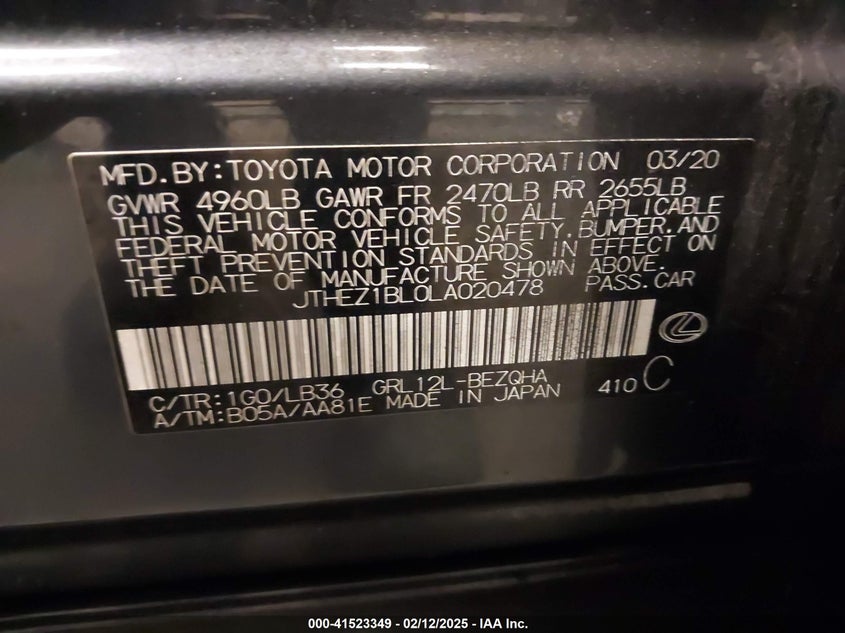 MFD. BY: TOYOTA MOTOR CORPORATION 03/20
GVWR 4960LB GAWR FR 2470LB RR 2655LB
THIS VEHICLE CONFORMS TO ALL APPLICABLE
FEDERAL MOTOR VEHICLE SAFETY, BUMPER, AND
THEFT PREVENTION STANDARDS IN EFFECT ON
THE DATE OF MANUFACTURE SHOWN ABOVE.
JTHEZ1BL0LA020478 PASS. CAR
C/TR: 1G0/LB36 GRL12L-BEZQHA
A/TM: B05A/AA81E MADE IN JAPAN 410 C
000-41523349 - 02/12/2025 - IAA Inc.